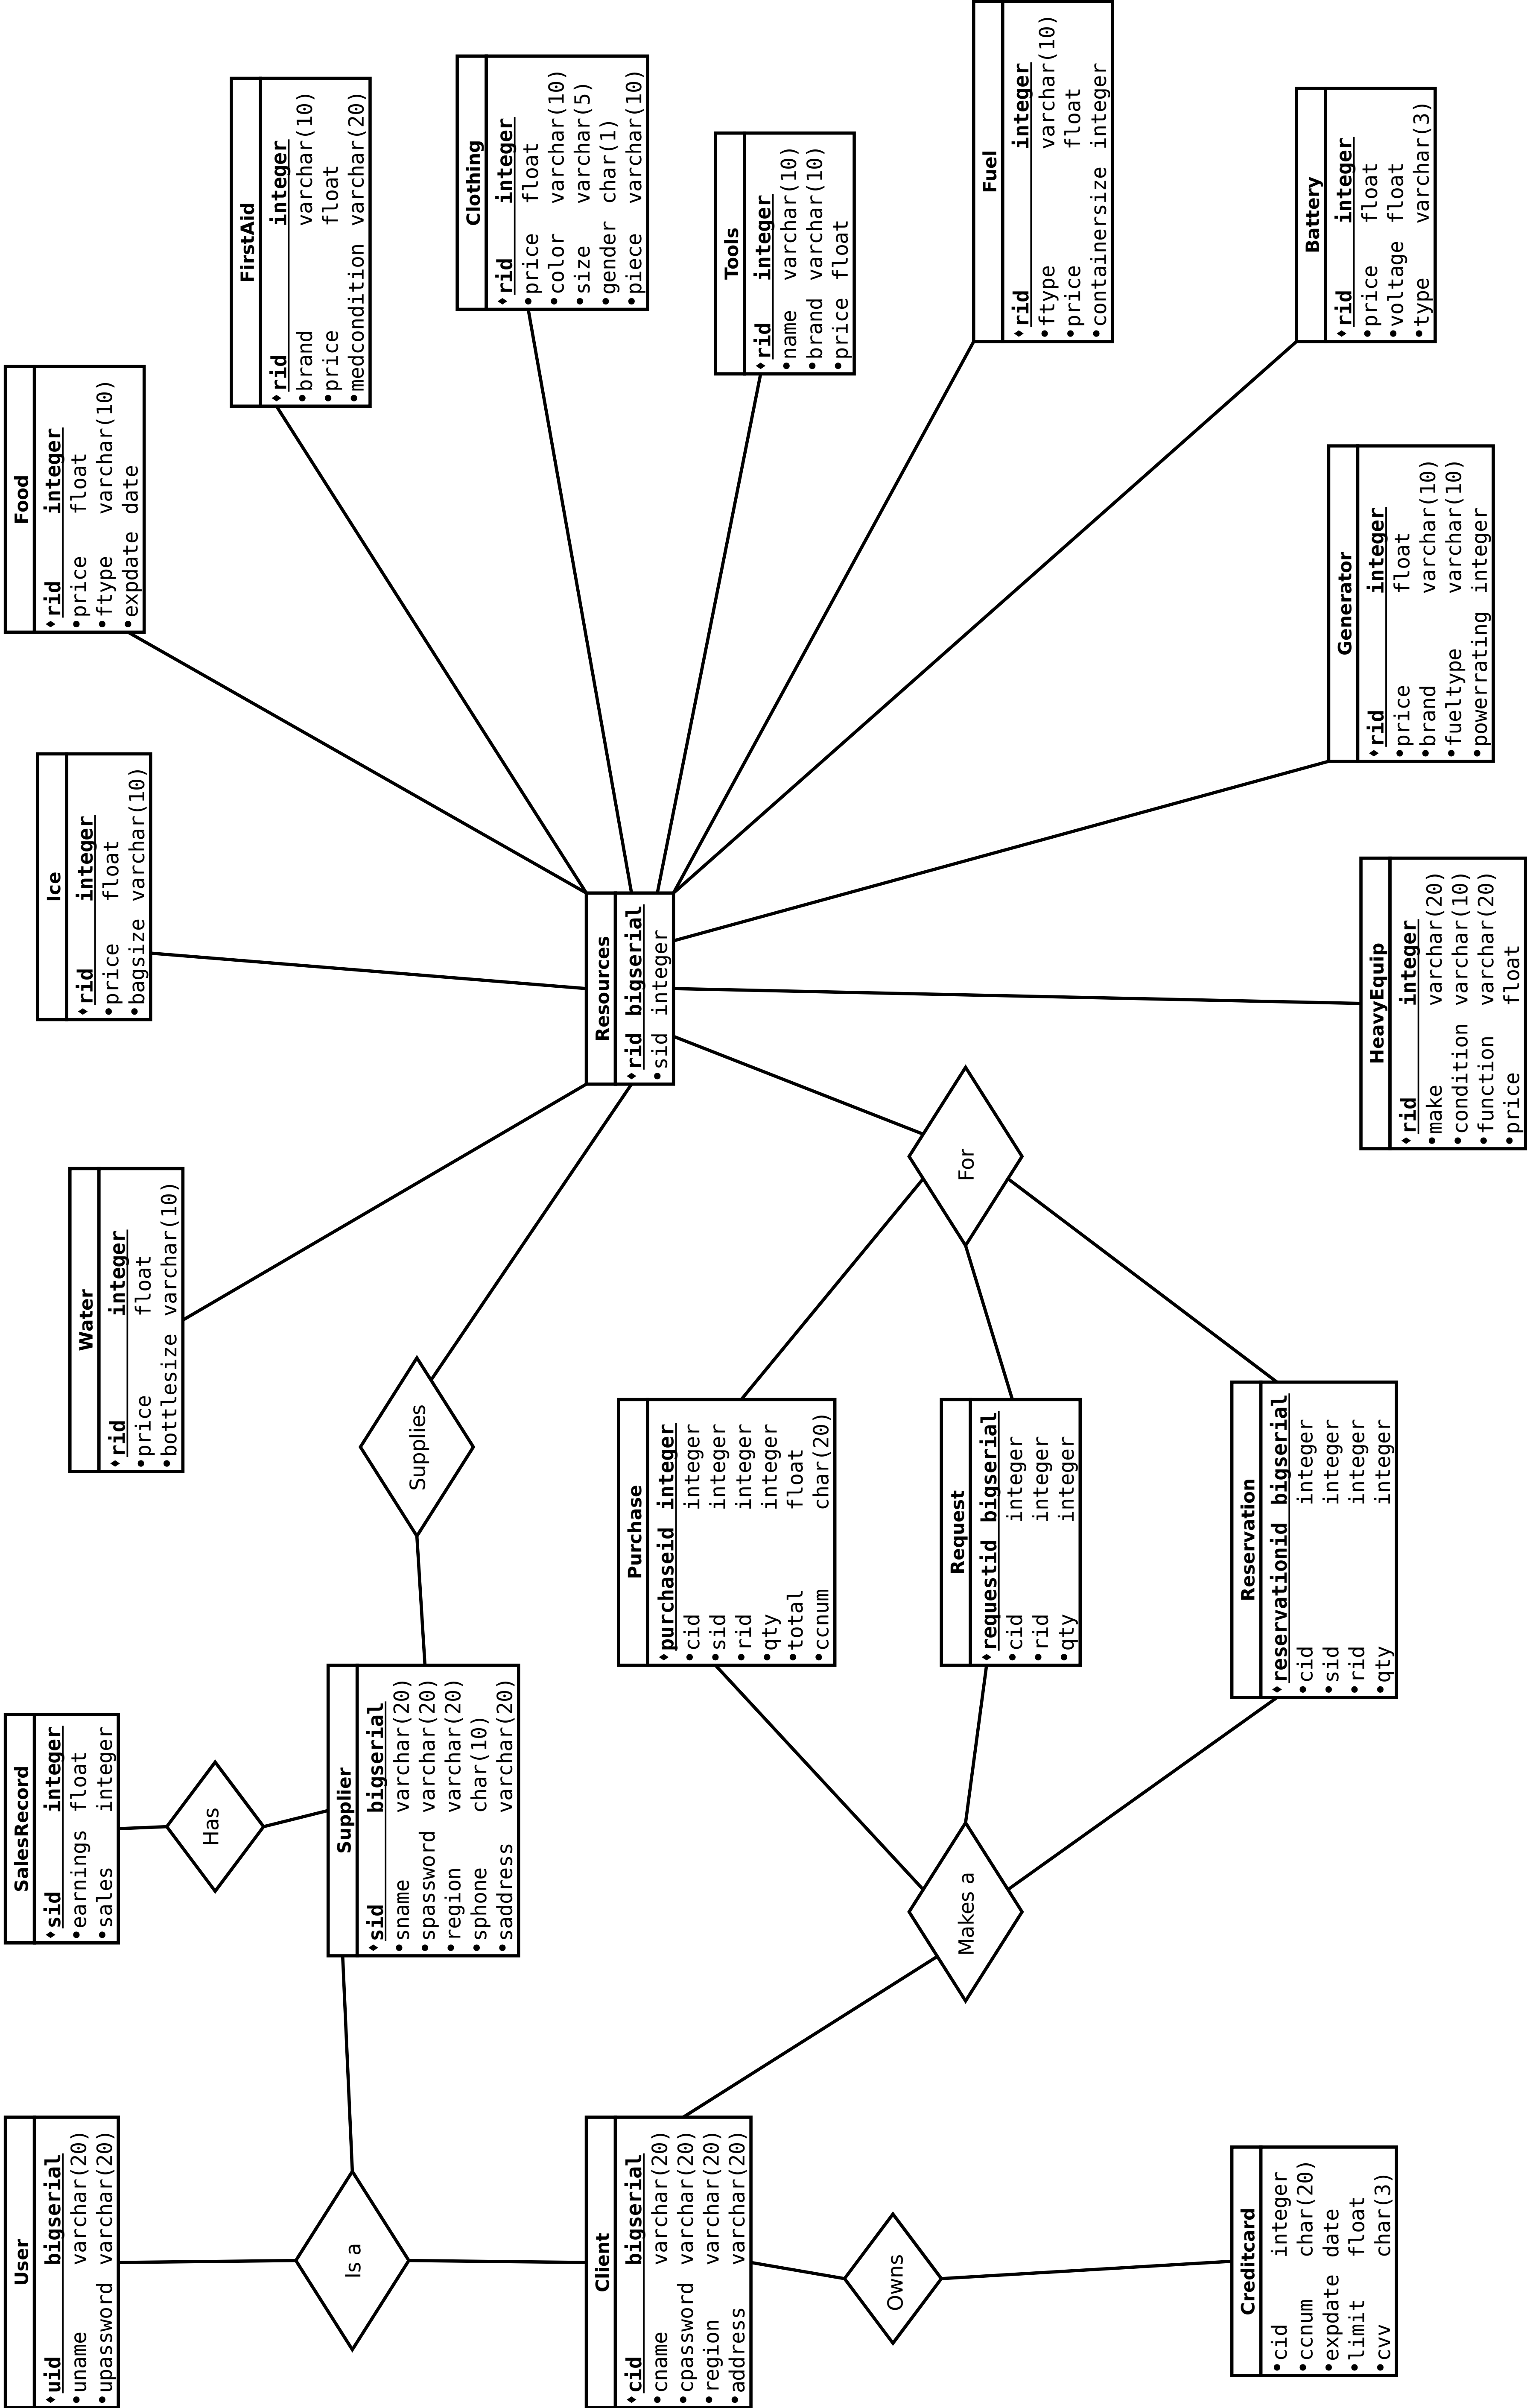 User
uid bigserial
uname varchar(20)
upassword varchar(20)
SalesRecord
sid integer
earnings float
sales integer
Water
rid integer
price float
bottlesize varchar(10)
Ice
rid integer
price float
bagsize varchar(10)
Food
rid integer
price float
ftype varchar(10)
expdate date
FirstAid
rid integer
brand varchar(10)
price float
medcondition varchar(20)
Has
Is a
Supplier
sid bigserial
sname varchar(20)
spassword varchar(20)
region varchar(20)
sphone char(10)
saddress varchar(20)
Supplies
Clothing
rid integer
price float
color varchar(10)
size varchar(5)
gender char(1)
piece varchar(10)
Client
cid bigserial
cname varchar(20)
cpassword varchar(20)
region varchar(20)
address varchar(20)
Purchase
purchaseid integer
cid integer
sid integer
rid integer
qty integer
total float
ccnum char(20)
Resources
rid bigserial
sid integer
Tools
rid integer
name varchar(10)
brand varchar(10)
price float
Owns
Makes a
Request
requestid bigserial
cid integer
rid integer
qty integer
For
Fuel
rid integer
ftype varchar(10)
price float
containersize integer
Creditcard
cid integer
ccnum char(20)
expdate date
limit float
cvv char(3)
Reservation
reservationid bigserial
cid integer
sid integer
rid integer
qty integer
HeavyEquip
rid integer
make varchar(20)
condition varchar(10)
function varchar(20)
price float
Generator
rid integer
price float
brand varchar(10)
fueltype varchar(10)
powerrating integer
Battery
rid integer
price float
voltage float
type varchar(3)